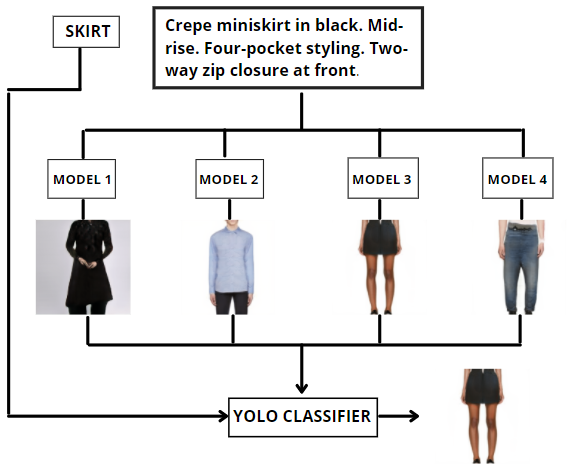 SKIRT
Crepe miniskirt in black. Mid-
rise. Four-pocket styling. Two-
way zip closure at front.
MODEL 1
MODEL 2
MODEL 3
MODEL 4
YOLO CLASSIFIER